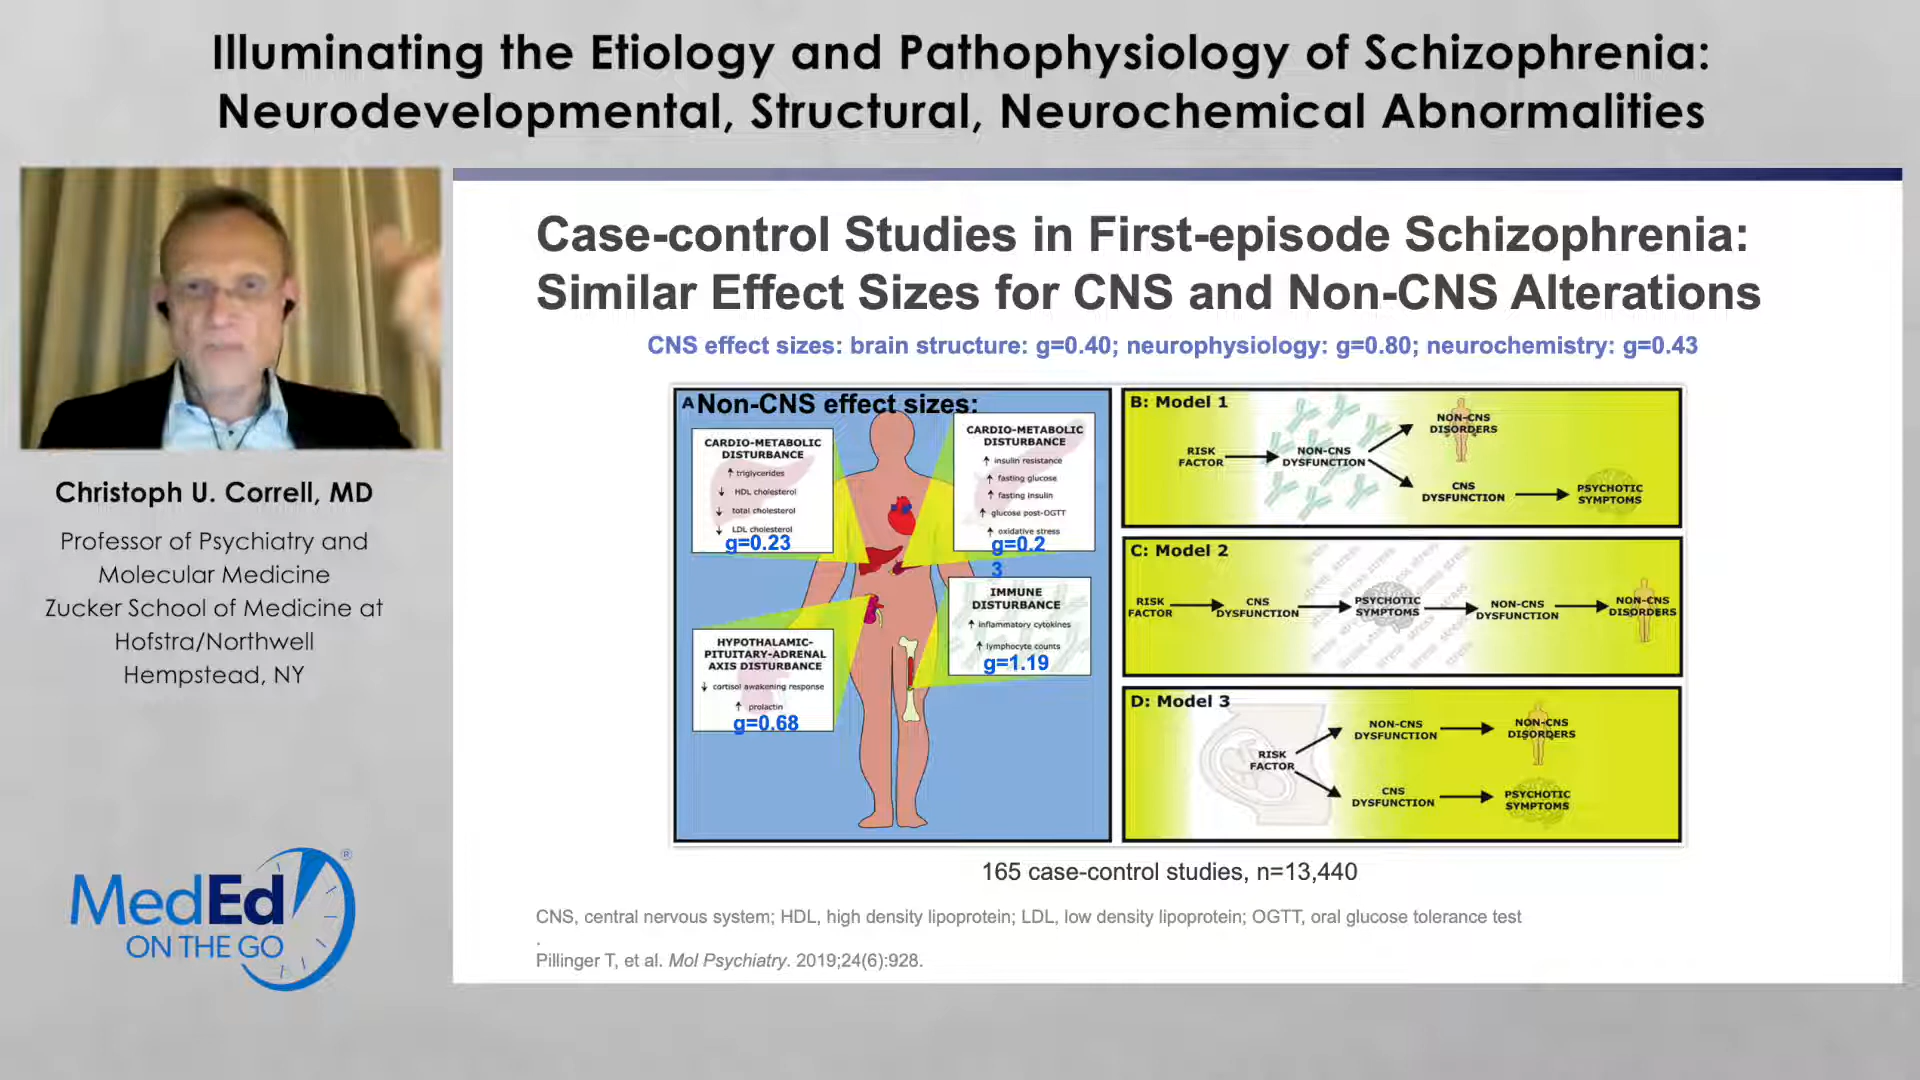 Illuminating the Etiology and Pathophysiology of Schizophrenia:
Neurodevelopmental, Structural, Neurochemical Abnormalities
Christoph U. Correll, MD
Professor of Psychiatry and
Molecular Medicine
Zucker School of Medicine at
Hofstra/Northwell
Hempstead, NY
MedEd®
ON THE GO
Case-control Studies in First-episode Schizophrenia:
Similar Effect Sizes for CNS and Non-CNS Alterations
CNS effect sizes: brain structure: g=0.40; neurophysiology: g=0.80; neurochemistry: g=0.43
A Non-CNS effect sizes:
CARDIO-METABOLIC
DISTURBANCE
↑ triglycerides
↓ HDL cholesterol
↓ total cholesterol
↓ LDL cholesterol
g=0.23
CARDIO-METABOLIC
DISTURBANCE
↑ insulin resistance
↑ fasting glucose
↑ fasting insulin
↑ glucose post-OGTT
↑ oxidative stress
g=0.2
3
HYPOTHALAMIC-
PITUITARY-ADRENAL
AXIS DISTURBANCE
↓ cortisol awakening response
↑ prolactin
g=0.68
IMMUNE
DISTURBANCE
↑ inflammatory cytokines
↑ lymphocyte counts
g=1.19
B: Model 1
RISK
FACTOR
NON-CNS
DYSFUNCTION
NON-CNS
DISORDERS
CNS
DYSFUNCTION
PSYCHOTIC
SYMPTOMS
C: Model 2
RISK
FACTOR
CNS
DYSFUNCTION
PSYCHOTIC
SYMPTOMS
NON-CNS
DYSFUNCTION
NON-CNS
DISORDERS
D: Model 3
RISK
FACTOR
NON-CNS
DYSFUNCTION
NON-CNS
DISORDERS
CNS
DYSFUNCTION
PSYCHOTIC
SYMPTOMS
165 case-control studies, n=13,440
CNS, central nervous system; HDL, high density lipoprotein; LDL, low density lipoprotein; OGTT, oral glucose tolerance test
.
Pillinger T, et al. Mol Psychiatry. 2019;24(6):928.